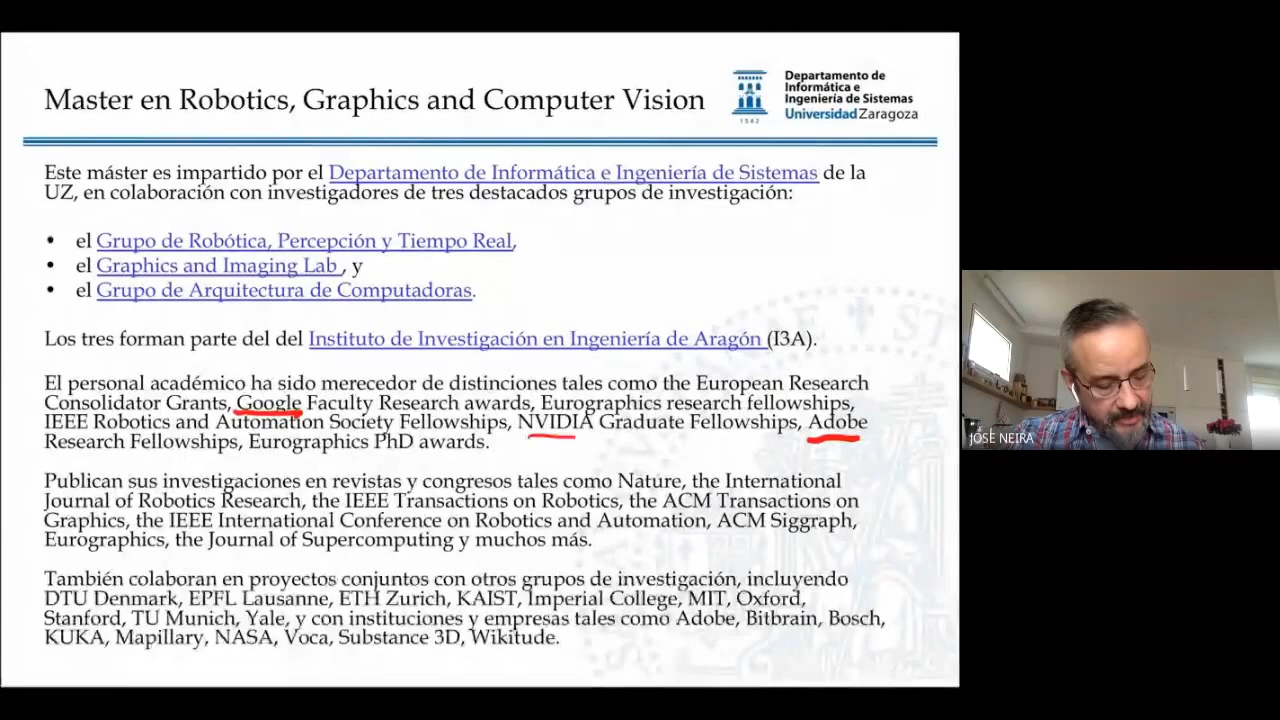 Master en Robotics, Graphics and Computer Vision
Departamento de
Informática e
Ingeniería de Sistemas
Universidad Zaragoza
1542
Este máster es impartido por el Departamento de Informática e Ingeniería de Sistemas de la
UZ, en colaboración con investigadores de tres destacados grupos de investigación:
• el Grupo de Robótica, Percepción y Tiempo Real,
• el Graphics and Imaging Lab , y
• el Grupo de Arquitectura de Computadoras.
Los tres forman parte del del Instituto de Investigación en Ingeniería de Aragón (I3A).
El personal académico ha sido merecedor de distinciones tales como the European Research
Consolidator Grants, Google Faculty Research awards, Eurographics research fellowships,
IEEE Robotics and Automation Society Fellowships, NVIDIA Graduate Fellowships, Adobe
Research Fellowships, Eurographics PhD awards.
Publican sus investigaciones en revistas y congresos tales como Nature, the International
Journal of Robotics Research, the IEEE Transactions on Robotics, the ACM Transactions on
Graphics, the IEEE International Conference on Robotics and Automation, ACM Siggraph,
Eurographics, the Journal of Supercomputing y muchos más.
También colaboran en proyectos conjuntos con otros grupos de investigación, incluyendo
DTU Denmark, EPFL Lausanne, ETH Zurich, KAIST, Imperial College, MIT, Oxford,
Stanford, TU Munich, Yale, y con instituciones y empresas tales como Adobe, Bitbrain, Bosch,
KUKA, Mapillary, NASA, Voca, Substance 3D, Wikitude.
JOSE NEIRA